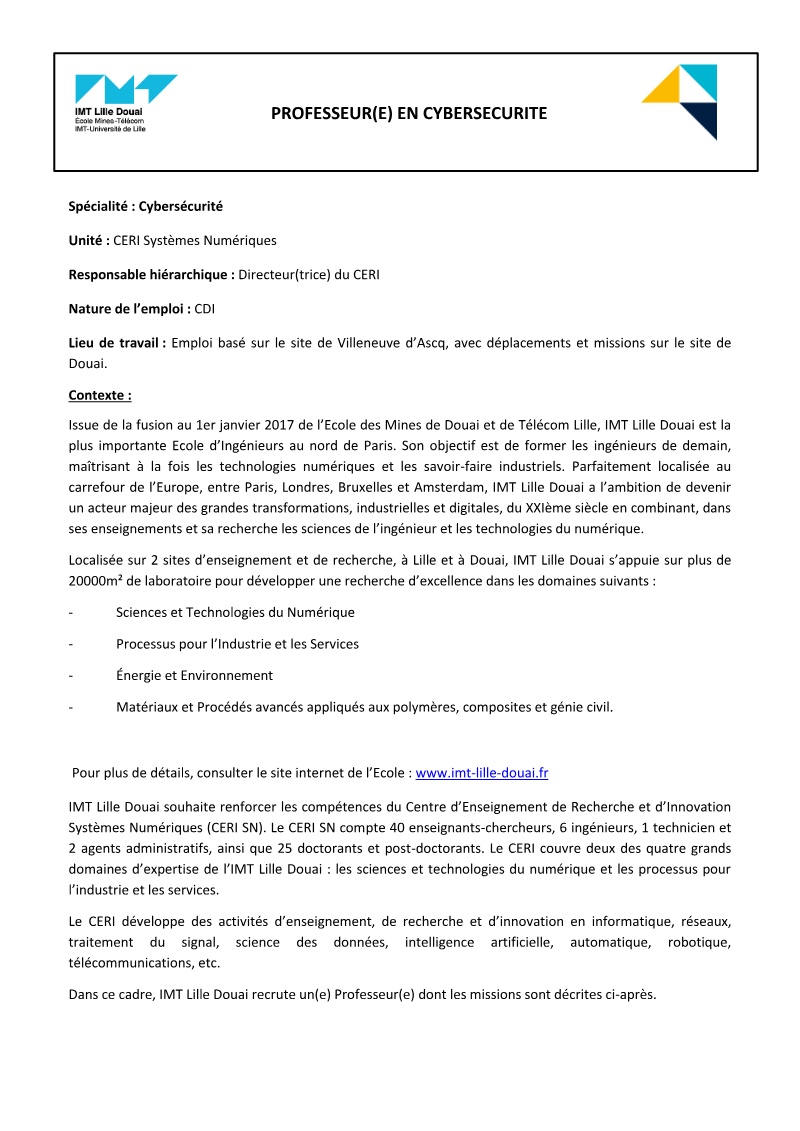 IMT Lille Douai
École Mines-Télécom
IMT-Université de Lille
PROFESSEUR(E) EN CYBERSECURITE
Spécialité : Cybersécurité
Unité : CERI Systèmes Numériques
Responsable hiérarchique : Directeur(trice) du CERI
Nature de l’emploi : CDI
Lieu de travail : Emploi basé sur le site de Villeneuve d’Ascq, avec déplacements et missions sur le site de
Douai.
Contexte :
Issue de la fusion au 1er janvier 2017 de l’Ecole des Mines de Douai et de Télécom Lille, IMT Lille Douai est la
plus importante Ecole d’Ingénieurs au nord de Paris. Son objectif est de former les ingénieurs de demain,
maîtrisant à la fois les technologies numériques et les savoir-faire industriels. Parfaitement localisée au
carrefour de l’Europe, entre Paris, Londres, Bruxelles et Amsterdam, IMT Lille Douai a l’ambition de devenir
un acteur majeur des grandes transformations, industrielles et digitales, du XXIème siècle en combinant, dans
ses enseignements et sa recherche les sciences de l’ingénieur et les technologies du numérique.
Localisée sur 2 sites d’enseignement et de recherche, à Lille et à Douai, IMT Lille Douai s’appuie sur plus de
20000m² de laboratoire pour développer une recherche d’excellence dans les domaines suivants :
- Sciences et Technologies du Numérique
- Processus pour l’Industrie et les Services
- Énergie et Environnement
- Matériaux et Procédés avancés appliqués aux polymères, composites et génie civil.
Pour plus de détails, consulter le site internet de l’Ecole : www.imt-lille-douai.fr
IMT Lille Douai souhaite renforcer les compétences du Centre d’Enseignement de Recherche et d’Innovation
Systèmes Numériques (CERI SN). Le CERI SN compte 40 enseignants-chercheurs, 6 ingénieurs, 1 technicien et
2 agents administratifs, ainsi que 25 doctorants et post-doctorants. Le CERI couvre deux des quatre grands
domaines d’expertise de l’IMT Lille Douai : les sciences et technologies du numérique et les processus pour
l’industrie et les services.
Le CERI développe des activités d’enseignement, de recherche et d’innovation en informatique, réseaux,
traitement du signal, science des données, intelligence artificielle, automatique, robotique,
télécommunications, etc.
Dans ce cadre, IMT Lille Douai recrute un(e) Professeur(e) dont les missions sont décrites ci-après.